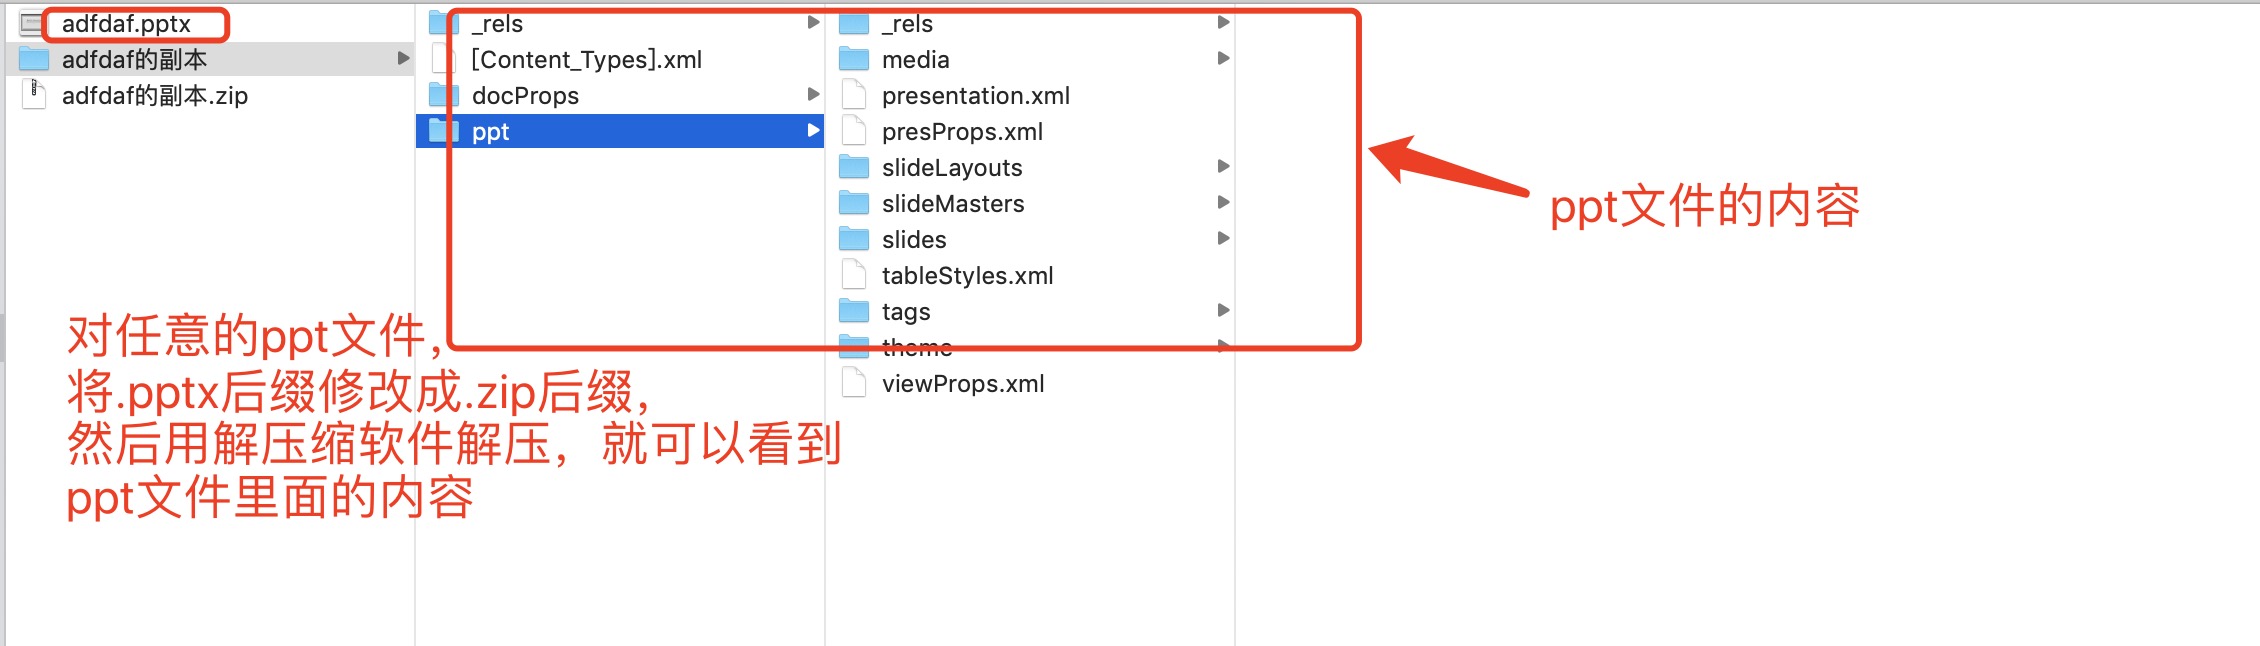 adfdaf.pptx
adfdaf的副本
adfdaf的副本.zip
_rels
[Content_Types].xml
docProps
ppt
_rels
media
presentation.xml
presProps.xml
slideLayouts
slideMasters
slides
tableStyles.xml
tags
theme
viewProps.xml
ppt文件的内容
对任意的ppt文件，
将.pptx后缀修改成.zip后缀，
然后用解压缩软件解压，就可以看到
ppt文件里面的内容